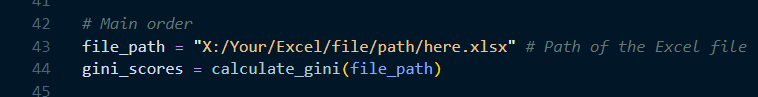 41
42 # Main order
43 file_path = "X:/Your/Excel/file/path/here.xlsx" # Path of the Excel file
44 gini_scores = calculate_gini(file_path)
45